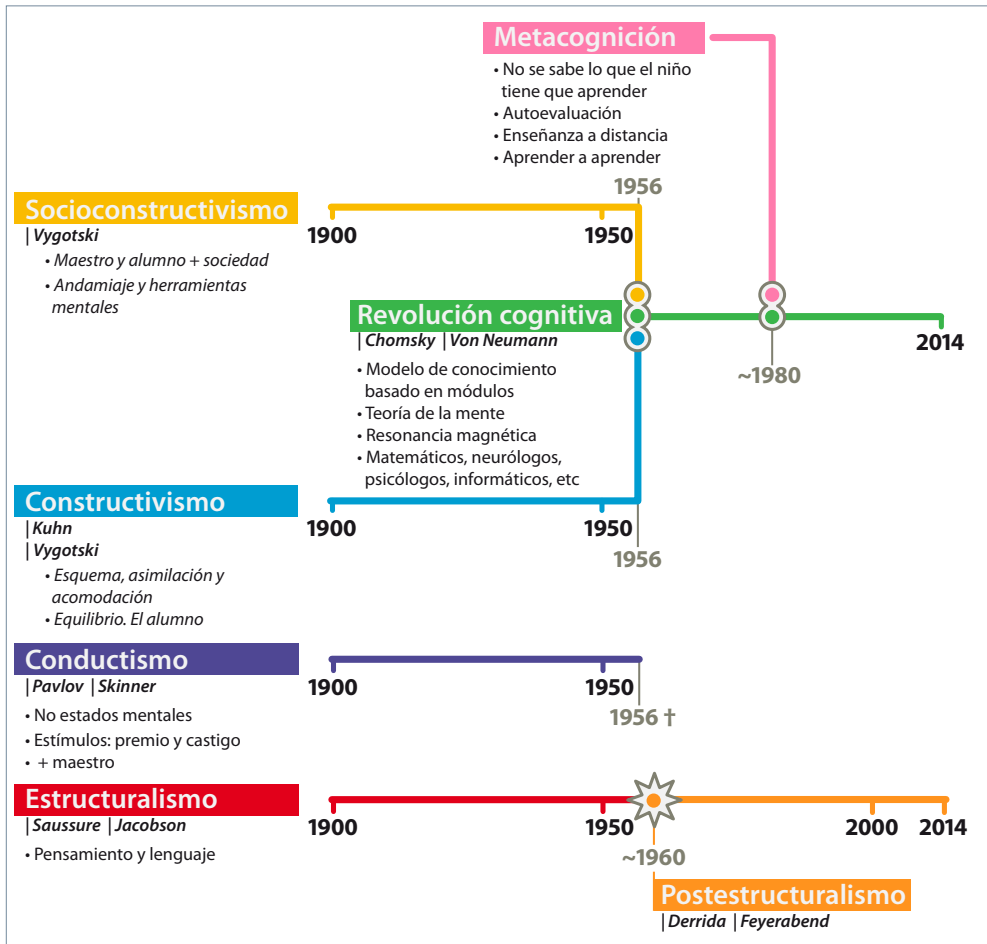 Metacognición
• No se sabe lo que el niño
tiene que aprender
• Autoevaluación
• Enseñanza a distancia
• Aprender a aprender
1956
Socioconstructivismo
1900
1950
| Vygotski
• Maestro y alumno + sociedad
• Andamiaje y herramientas
mentales
Revolución cognitiva
2014
| Chomsky | Von Neumann
~1980
• Modelo de conocimiento
basado en módulos
• Teoría de la mente
• Resonancia magnética
• Matemáticos, neurólogos,
psicólogos, informáticos, etc
Constructivismo
1900
1950
1956
| Kuhn
| Vygotski
• Esquema, asimilación y
acomodación
• Equilibrio. El alumno
Conductismo
1900
1950
1956 †
| Pavlov | Skinner
• No estados mentales
• Estímulos: premio y castigo
• + maestro
Estructuralismo
1900
1950
2000
2014
| Saussure | Jacobson
• Pensamiento y lenguaje
~1960
Postestructuralismo
| Derrida | Feyerabend